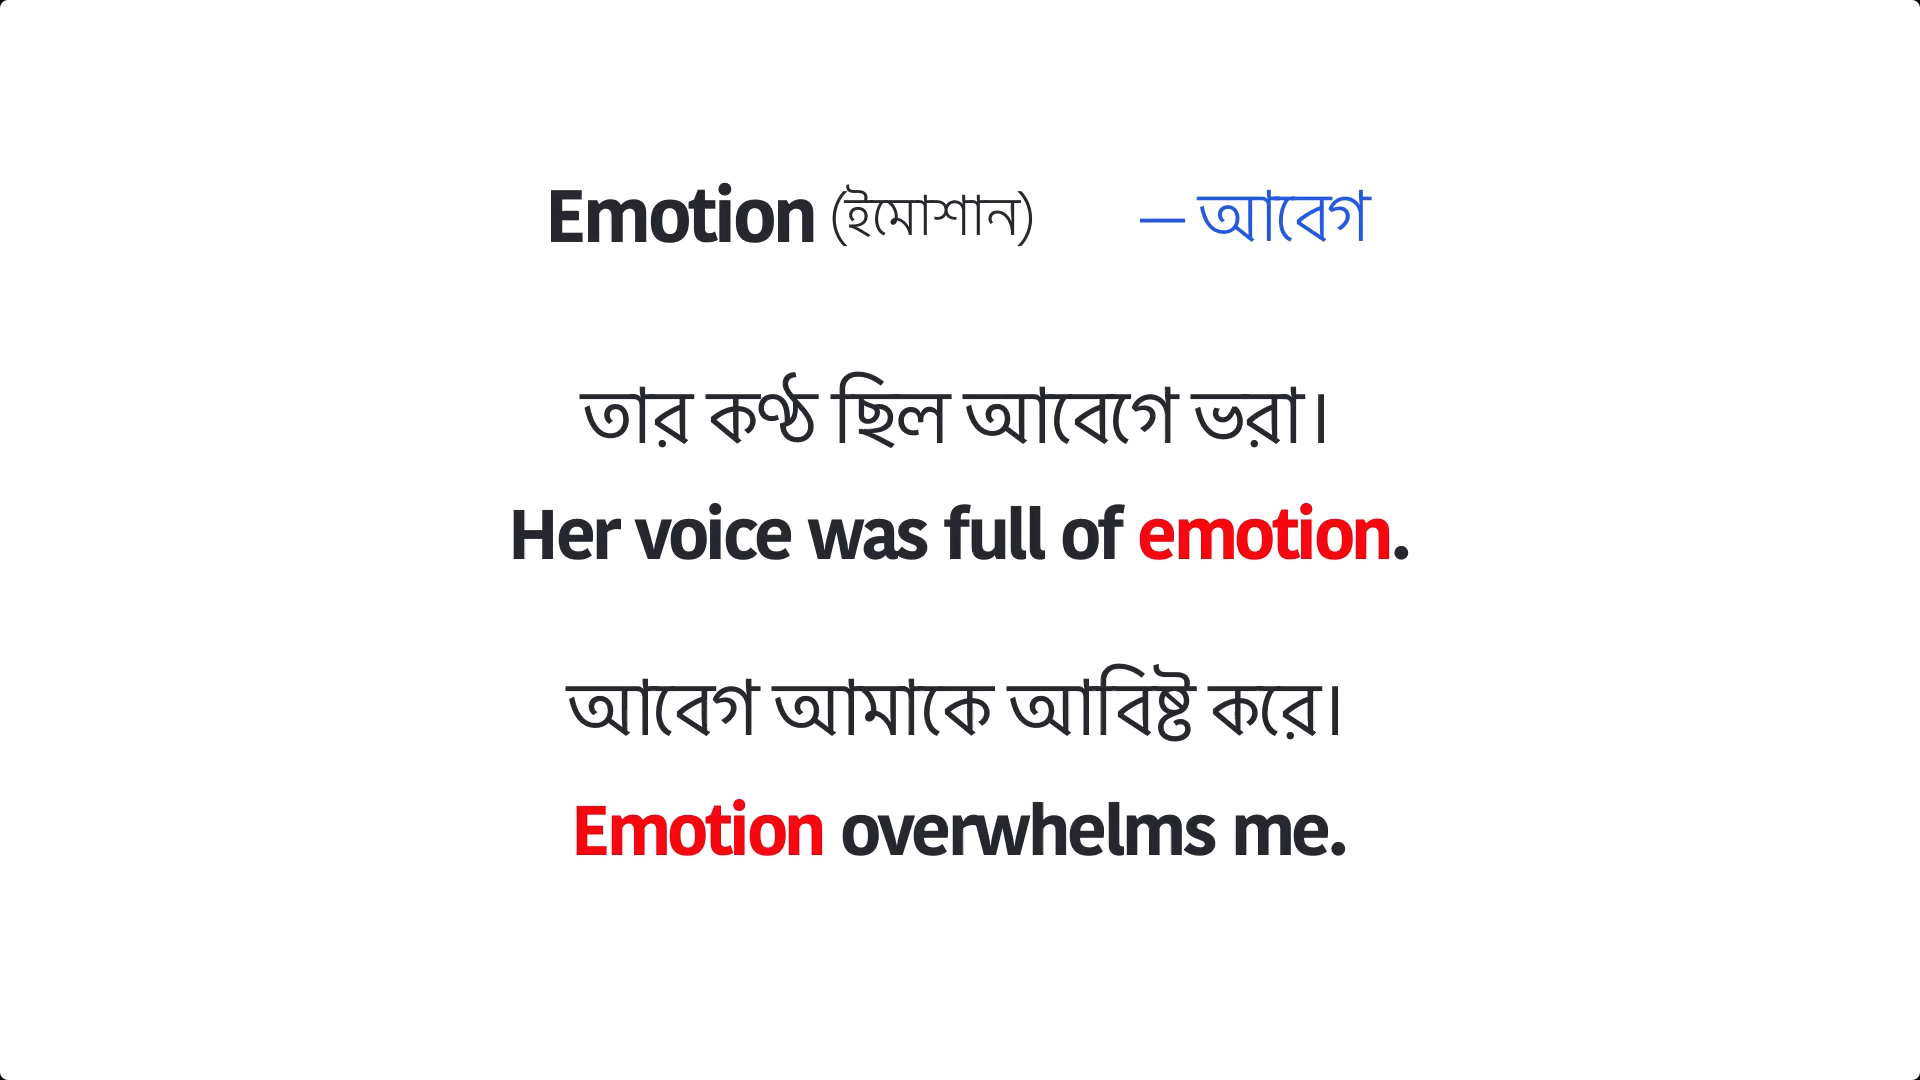 Emotion (ইমোশান) – আবেগ
তার কণ্ঠ ছিল আবেগে ভরা।
Her voice was full of emotion.
আবেগ আমাকে আবিষ্ট করে।
Emotion overwhelms me.